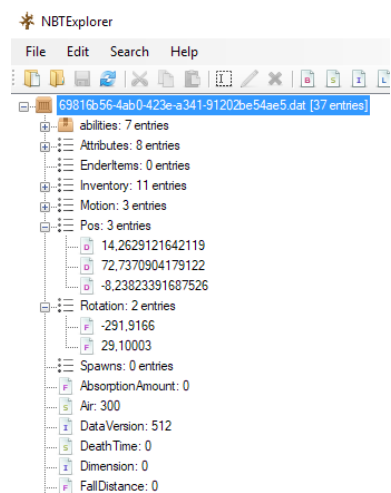 NBTExplorer
File Edit Search Help
69816b56-4ab0-423e-a341-91202be54ae5.dat [37 entries]
abilities: 7 entries
Attributes: 8 entries
EnderItems: 0 entries
Inventory: 11 entries
Motion: 3 entries
Pos: 3 entries
D 14,2629121642119
D 72,7370904179122
D -8,23823391687526
Rotation: 2 entries
F -291,9166
F 29,10003
Spawns: 0 entries
F AbsorptionAmount: 0
S Air: 300
I DataVersion: 512
S DeathTime: 0
I Dimension: 0
F FallDistance: 0